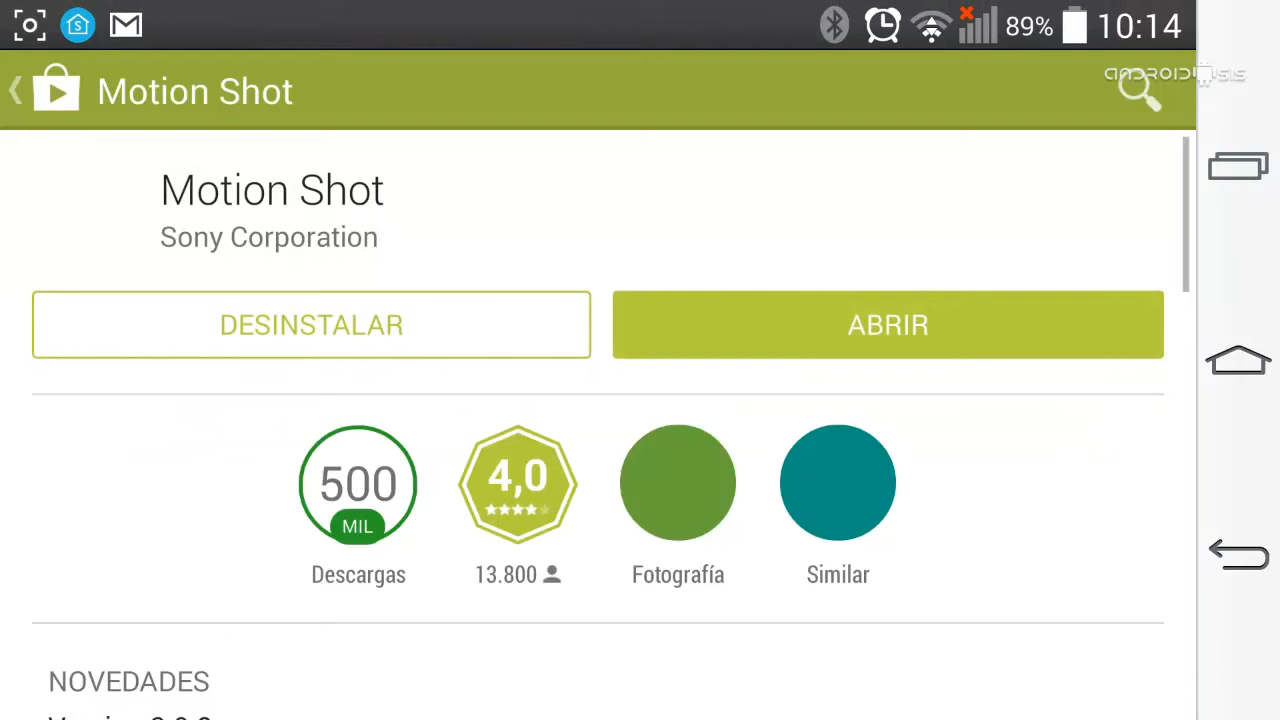 89% 10:14
Motion Shot
ANDROIDSIS
Motion Shot
Sony Corporation
DESINSTALAR
ABRIR
500
MIL
4,0
Descargas
13.800
Fotografía
Similar
NOVEDADES